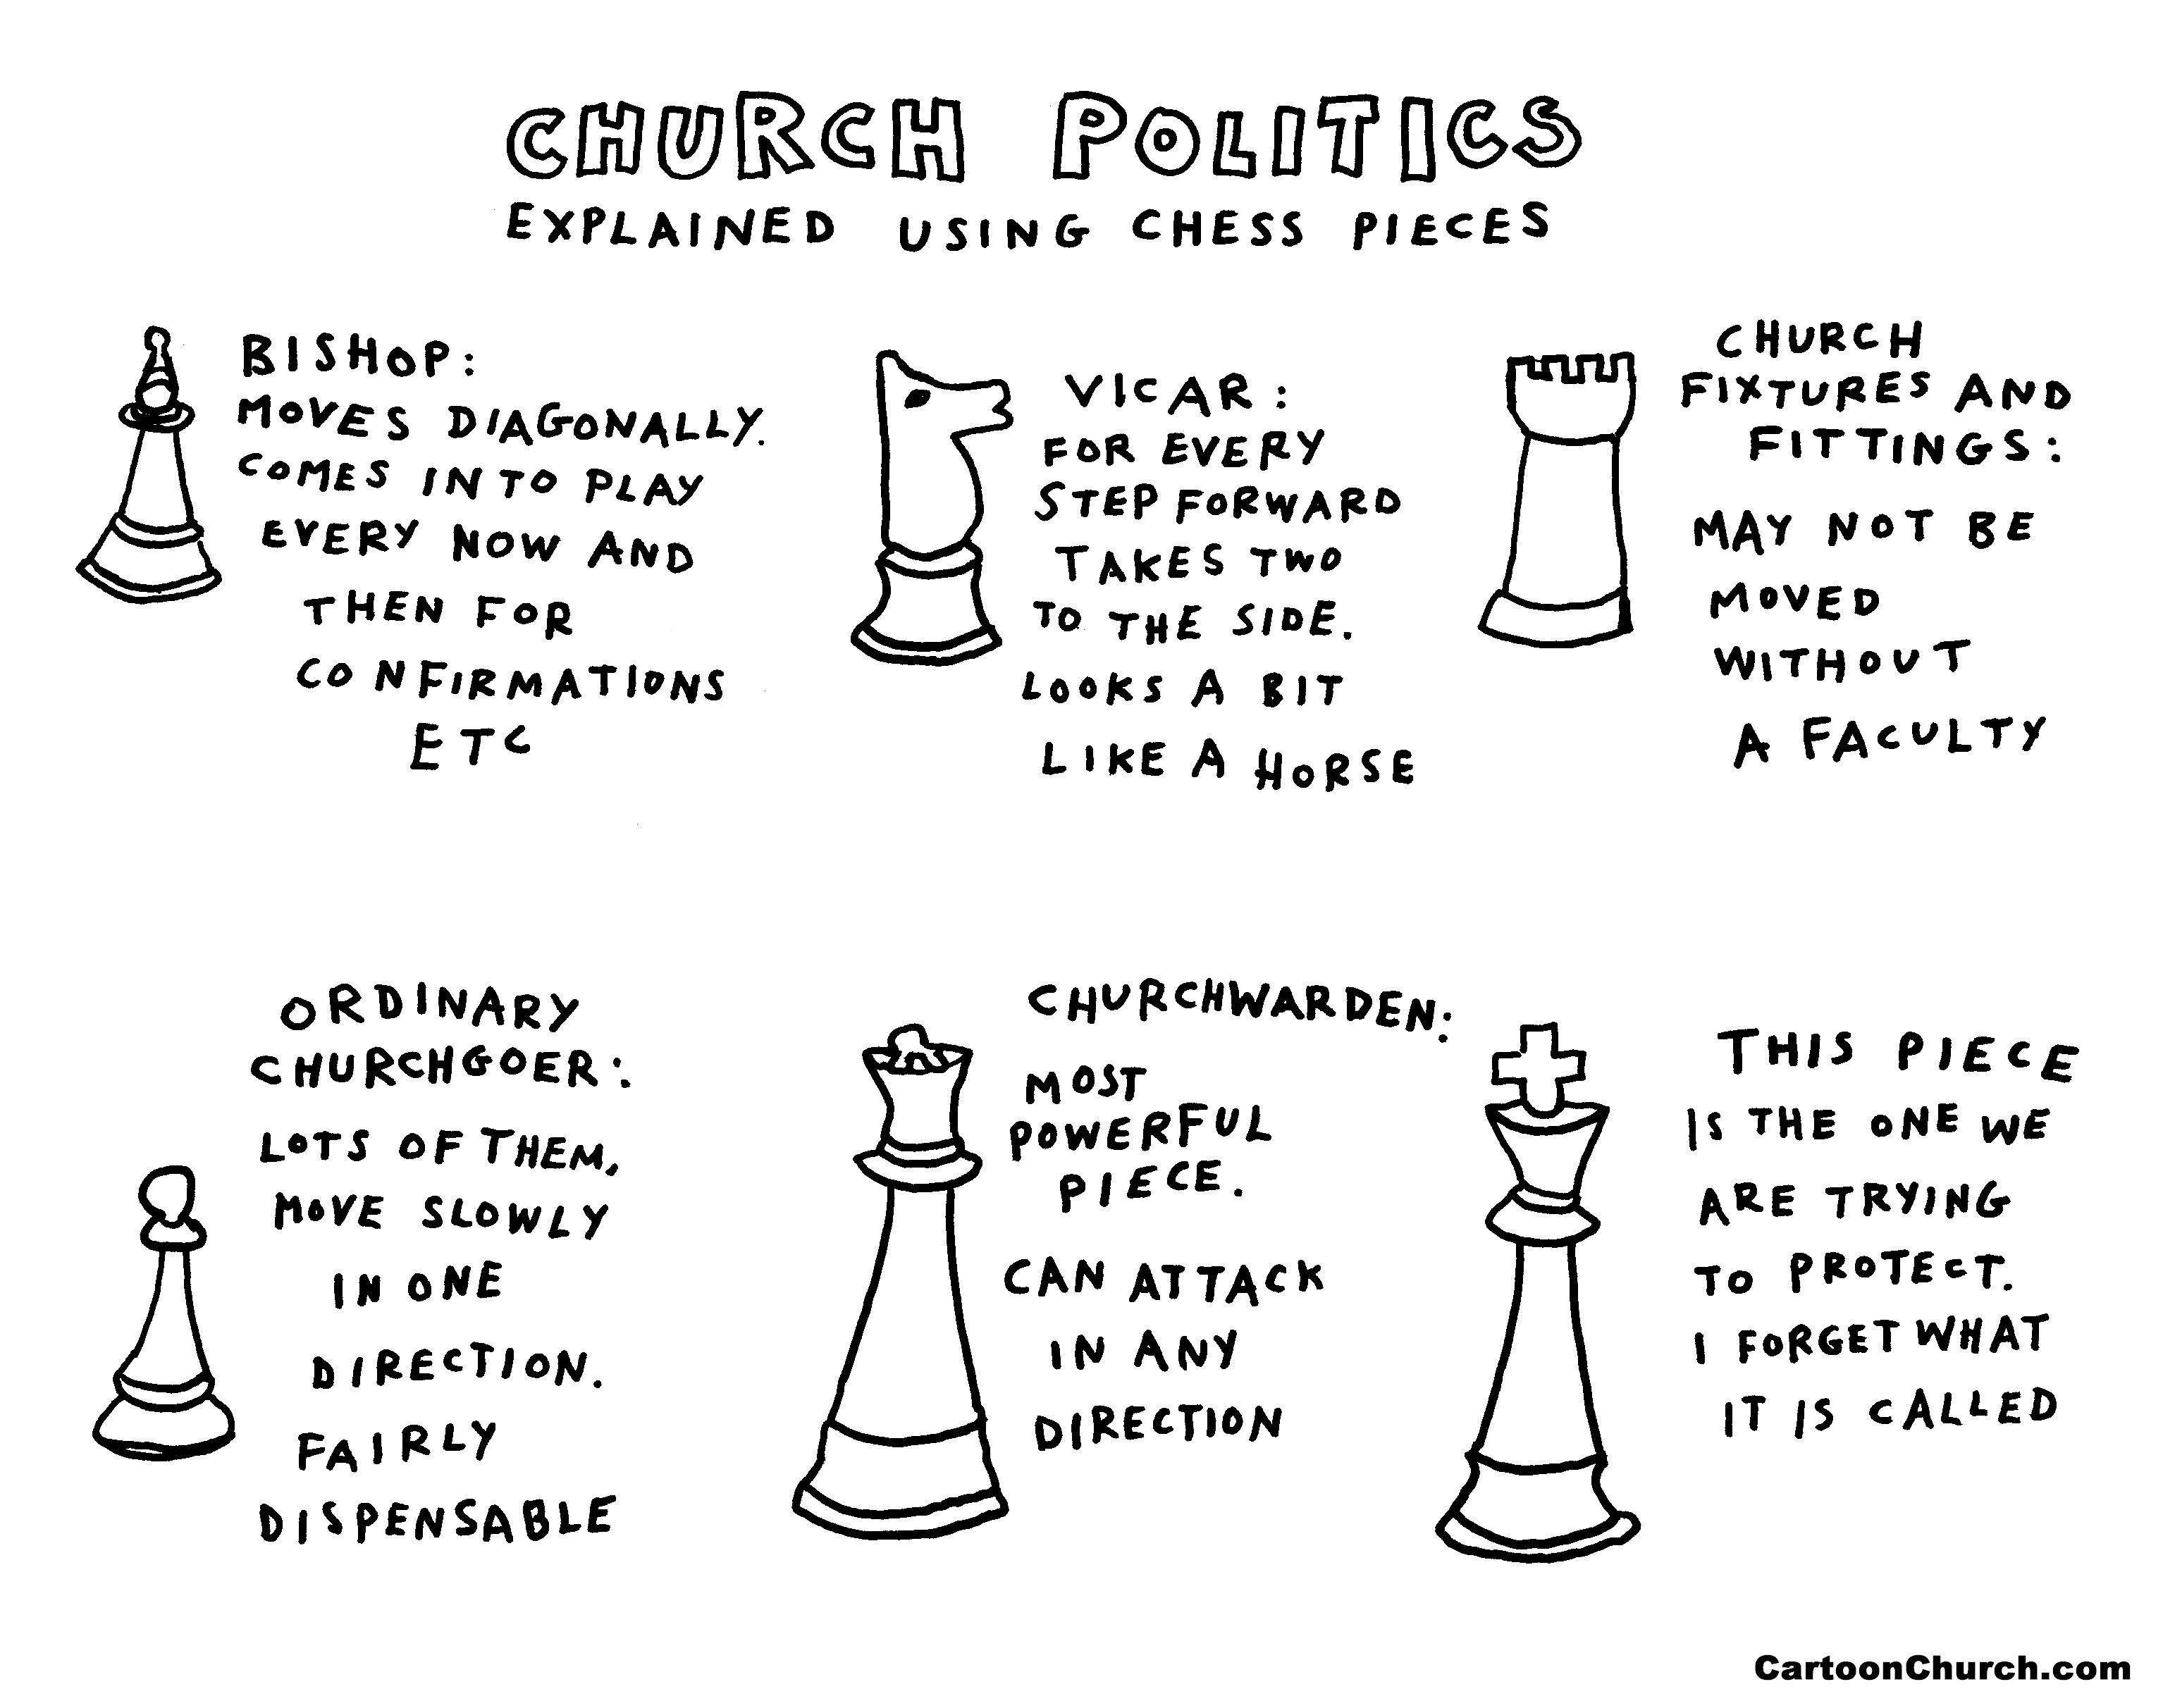 CHURCH POLITICS
EXPLAINED USING CHESS PIECES
BISHOP:
MOVES DIAGONALLY.
COMES INTO PLAY
EVERY NOW AND
THEN FOR
CONFIRMATIONS
ETC
VICAR:
FOR EVERY
STEP FORWARD
TAKES TWO
TO THE SIDE.
LOOKS A BIT
LIKE A HORSE
CHURCH
FIXTURES AND
FITTINGS:
MAY NOT BE
MOVED
WITHOUT
A FACULTY
ORDINARY
CHURCHGOER:
LOTS OF THEM,
MOVE SLOWLY
IN ONE
DIRECTION.
FAIRLY
DISPENSABLE
CHURCHWARDEN:
MOST
POWERFUL
PIECE.
CAN ATTACK
IN ANY
DIRECTION
THIS PIECE
IS THE ONE WE
ARE TRYING
TO PROTECT.
I FORGET WHAT
IT IS CALLED
CartoonChurch.com